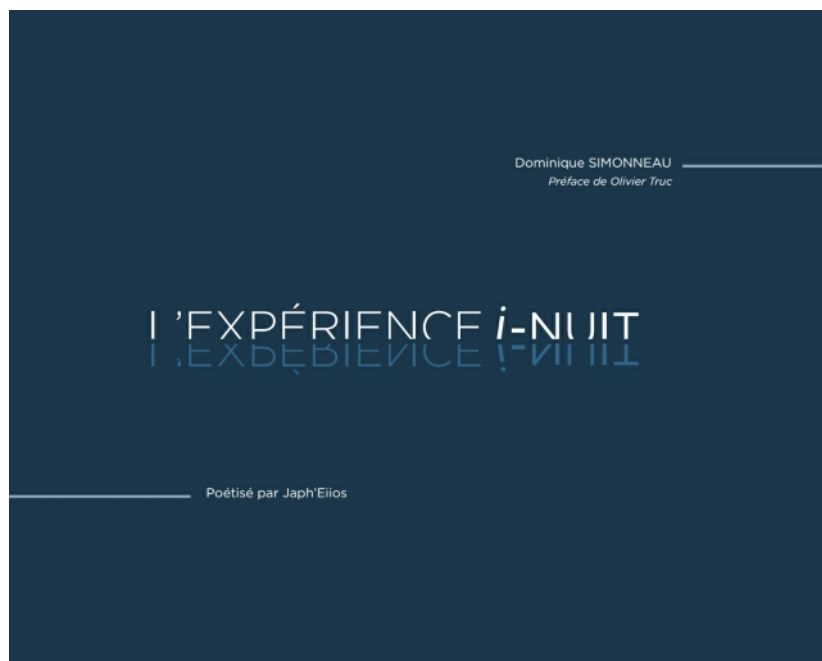 Dominique SIMONNEAU
Préface de Olivier Truc
L'EXPÉRIENCE i-NUIT
Poétisé par Japh'Eiios